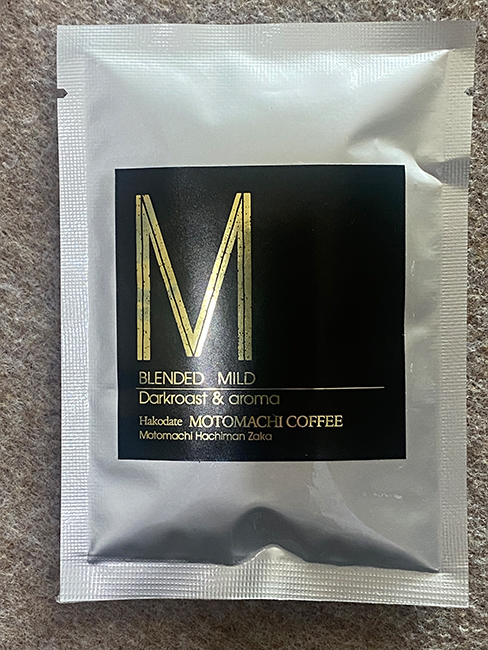 M
BLENDED MILD
Darkroast & aroma
Hakodate MOTOMACHI COFFEE
Motomachi Hachiman Zaka